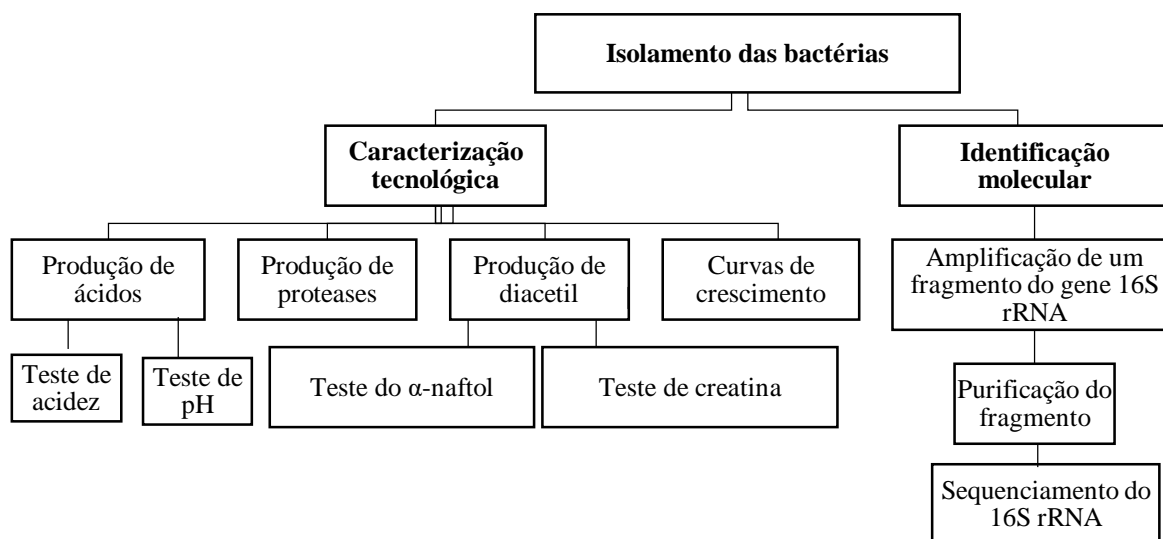 Isolamento das bactérias
Caracterização
tecnológica
Identificação
molecular
Produção de
ácidos
Produção de
proteases
Produção de
diacetil
Curvas de
crescimento
Amplificação de um
fragmento do gene 16S
rRNA
Teste de
acidez
Teste de
pH
Teste do α-naftol
Teste de creatina
Purificação do
fragmento
Sequenciamento do
16S rRNA